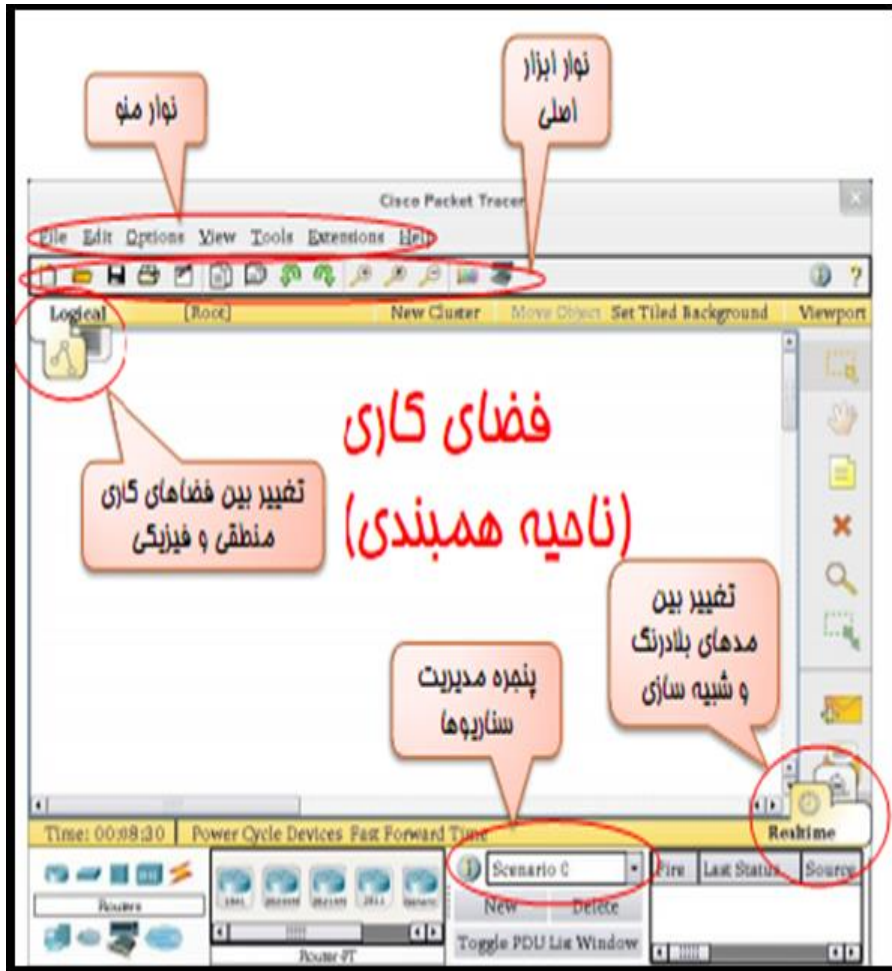 نوار ابزار
اصلی
نوار منو
Cisco Packet Tracer
File Edit Options View Tools Extensions Help
Logical [Root] New Cluster Move Object Set Tiled Background Viewport
فضای کاری
(ناحیه همبندی)
تغییر بین فضاهای کاری
منطقی و فیزیکی
تغییر بین
مدهای بلادرنگ
و شبیه سازی
پنجره مدیریت
سناریوها
Time: 00:08:30 Power Cycle Devices Fast Forward Time
Realtime
Scenario 0
Fire Last Status Source
Routers
1841 2811 Generic
New Delete
Toggle PDU List Window
Router-PT